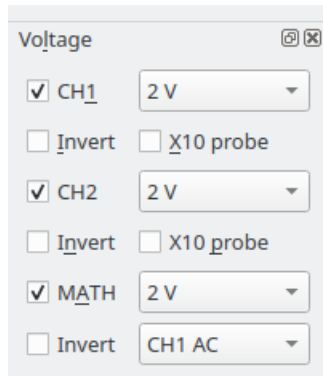 Voltage
CH1 2 V
Invert X10 probe
CH2 2 V
Invert X10 probe
MATH 2 V
Invert CH1 AC